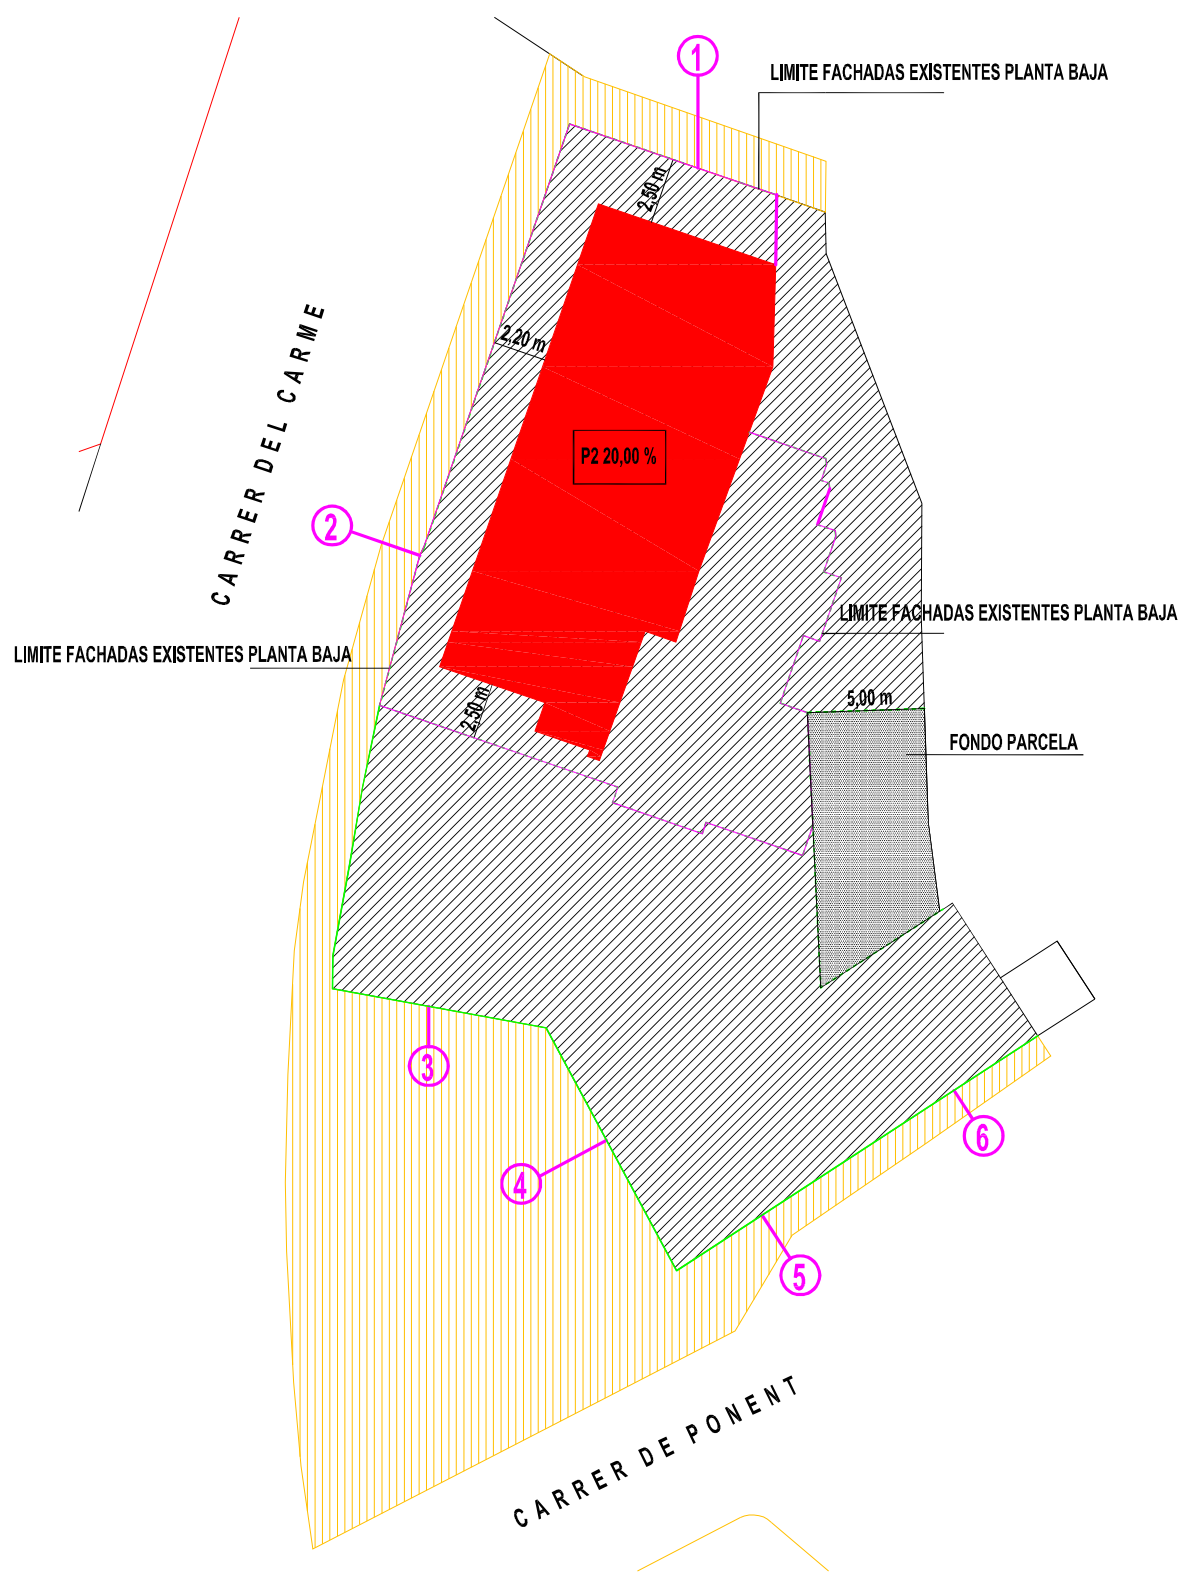 1
LIMITE FACHADAS EXISTENTES PLANTA BAJA
2,50 m
2,20 m
CARRER DEL CARME
P2 20,00 %
2
LIMITE FACHADAS EXISTENTES PLANTA BAJA
LIMITE FACHADAS EXISTENTES PLANTA BAJA
2,50 m
5,00 m
FONDO PARCELA
3
4
6
5
CARRER DE PONENT